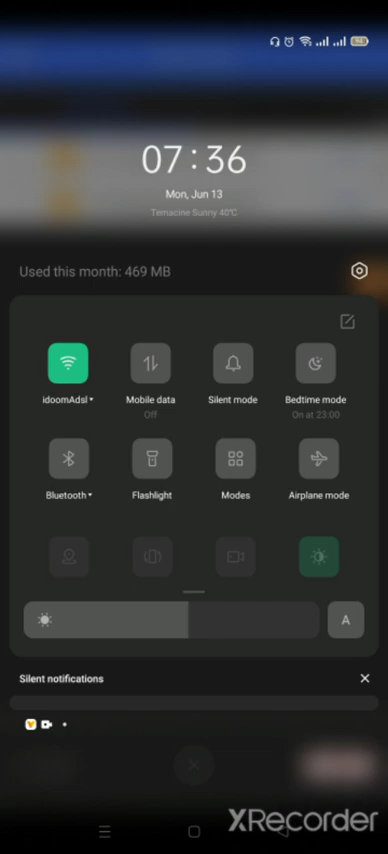 07:36
Mon, Jun 13
Temacine Sunny 40°C
Used this month: 469 MB
idoomAdsl
Mobile data
Off
Silent mode
Bedtime mode
On at 23:00
Bluetooth
Flashlight
Modes
Airplane mode
A
Silent notifications
XRecorder